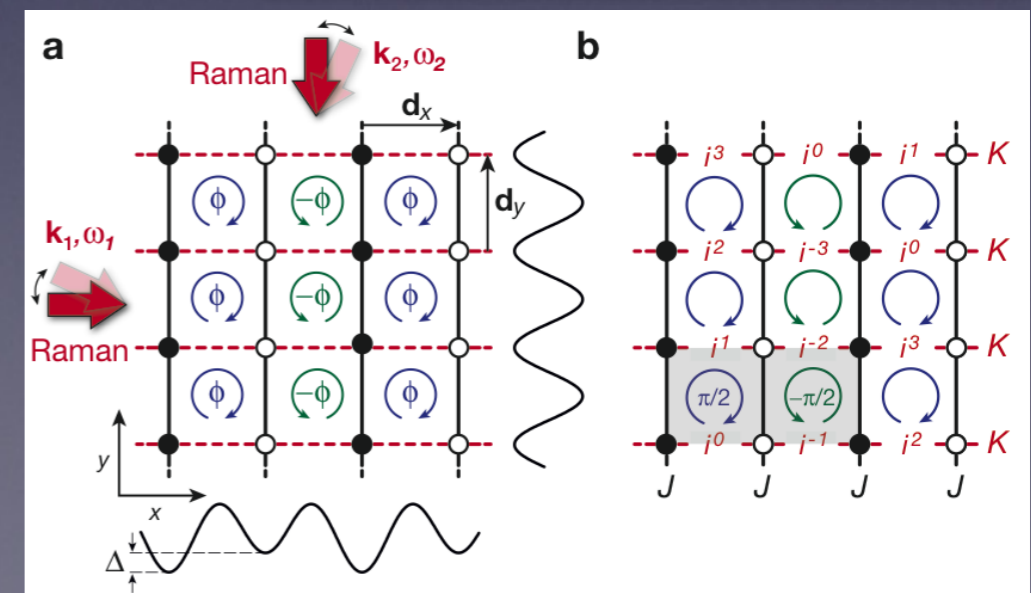 a
Raman
k₂, ω₂
dₓ
ϕ -ϕ ϕ
d_y
k₁, ω₁
Raman
ϕ -ϕ ϕ
ϕ -ϕ ϕ
y
x
Δ
b
i³ i⁰ i¹ K
i² i⁻³ i⁰ K
i¹ i⁻² i³ K
π/2 -π/2
i⁰ i⁻¹ i² K
J J J J